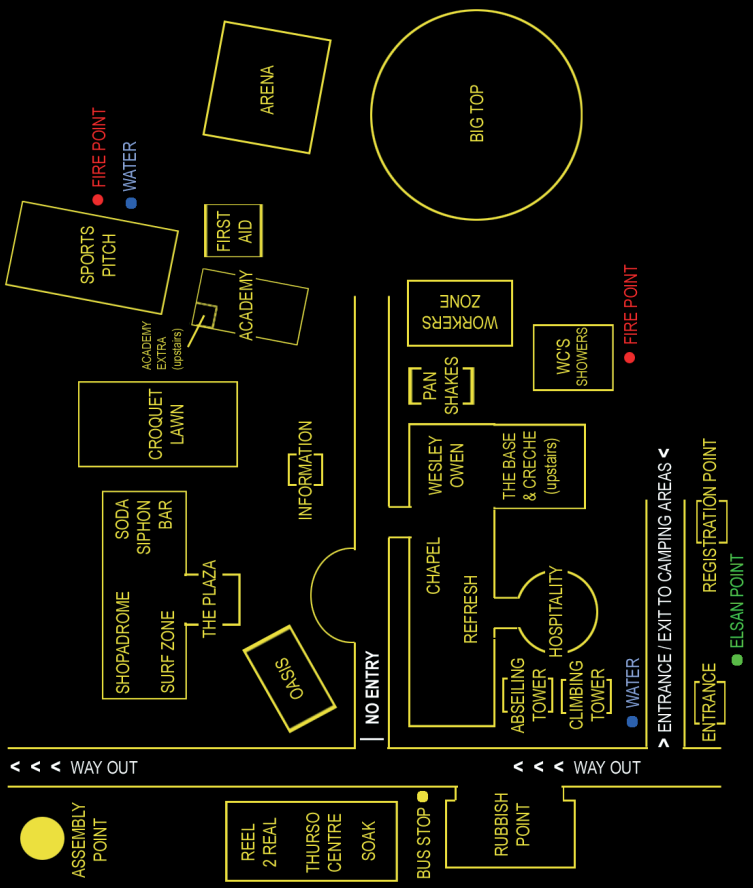 ARENA
BIG TOP
FIRE POINT
WATER
SPORTS
PITCH
FIRST
AID
ACADEMY
ACADEMY
EXTRA
(upstairs)
WORKERS
ZONE
FIRE POINT
WC'S
SHOWERS
PAN
SHAKES
CROQUET
LAWN
INFORMATION
WESLEY
OWEN
THE BASE
& CRECHE
(upstairs)
SODA
SIPHON
BAR
SHOPADROME
SURF ZONE
THE PLAZA
CHAPEL
REFRESH
HOSPITALITY
> ENTRANCE / EXIT TO CAMPING AREAS <
REGISTRATION POINT
ELSAN POINT
OASIS
NO ENTRY
ABSEILING
TOWER
CLIMBING
TOWER
WATER
ENTRANCE
< < < WAY OUT
< < < WAY OUT
ASSEMBLY
POINT
REEL
2 REAL
THURSO
CENTRE
SOAK
BUS STOP
RUBBISH
POINT